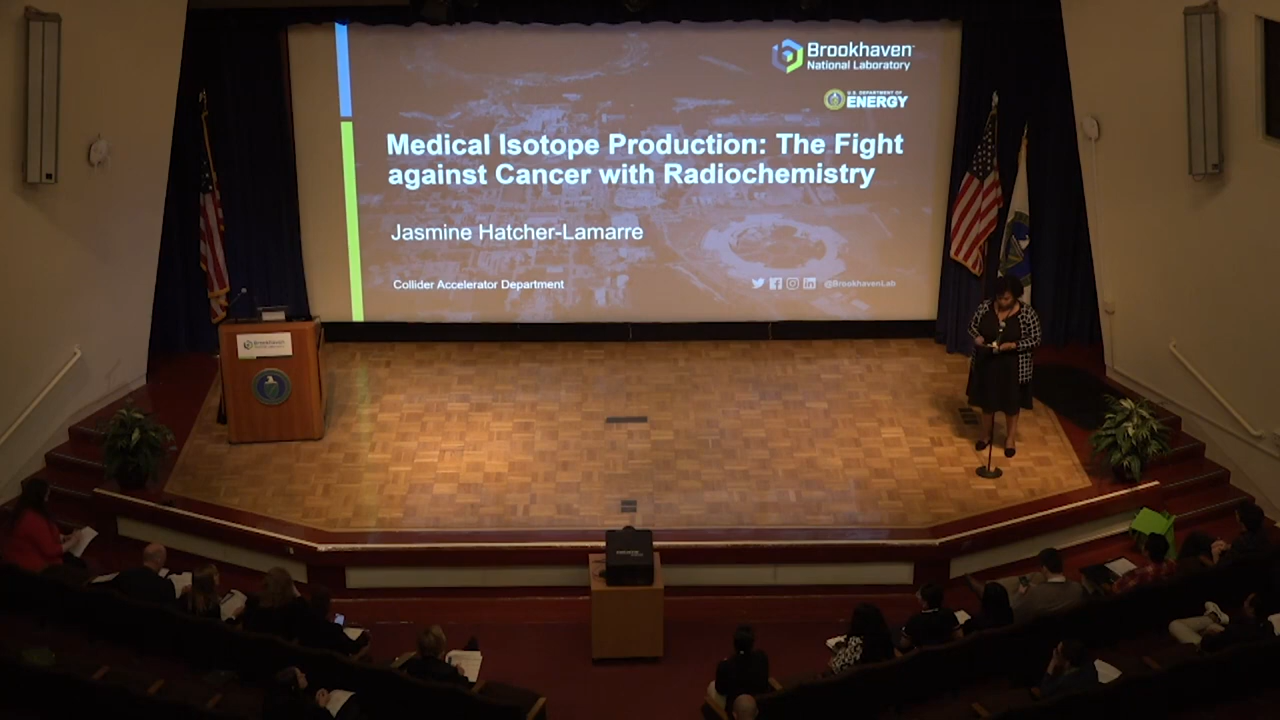 Brookhaven
National Laboratory
U.S. DEPARTMENT OF
ENERGY
Medical Isotope Production: The Fight
against Cancer with Radiochemistry
Jasmine Hatcher-Lamarre
Collider Accelerator Department
@BrookhavenLab
Brookhaven